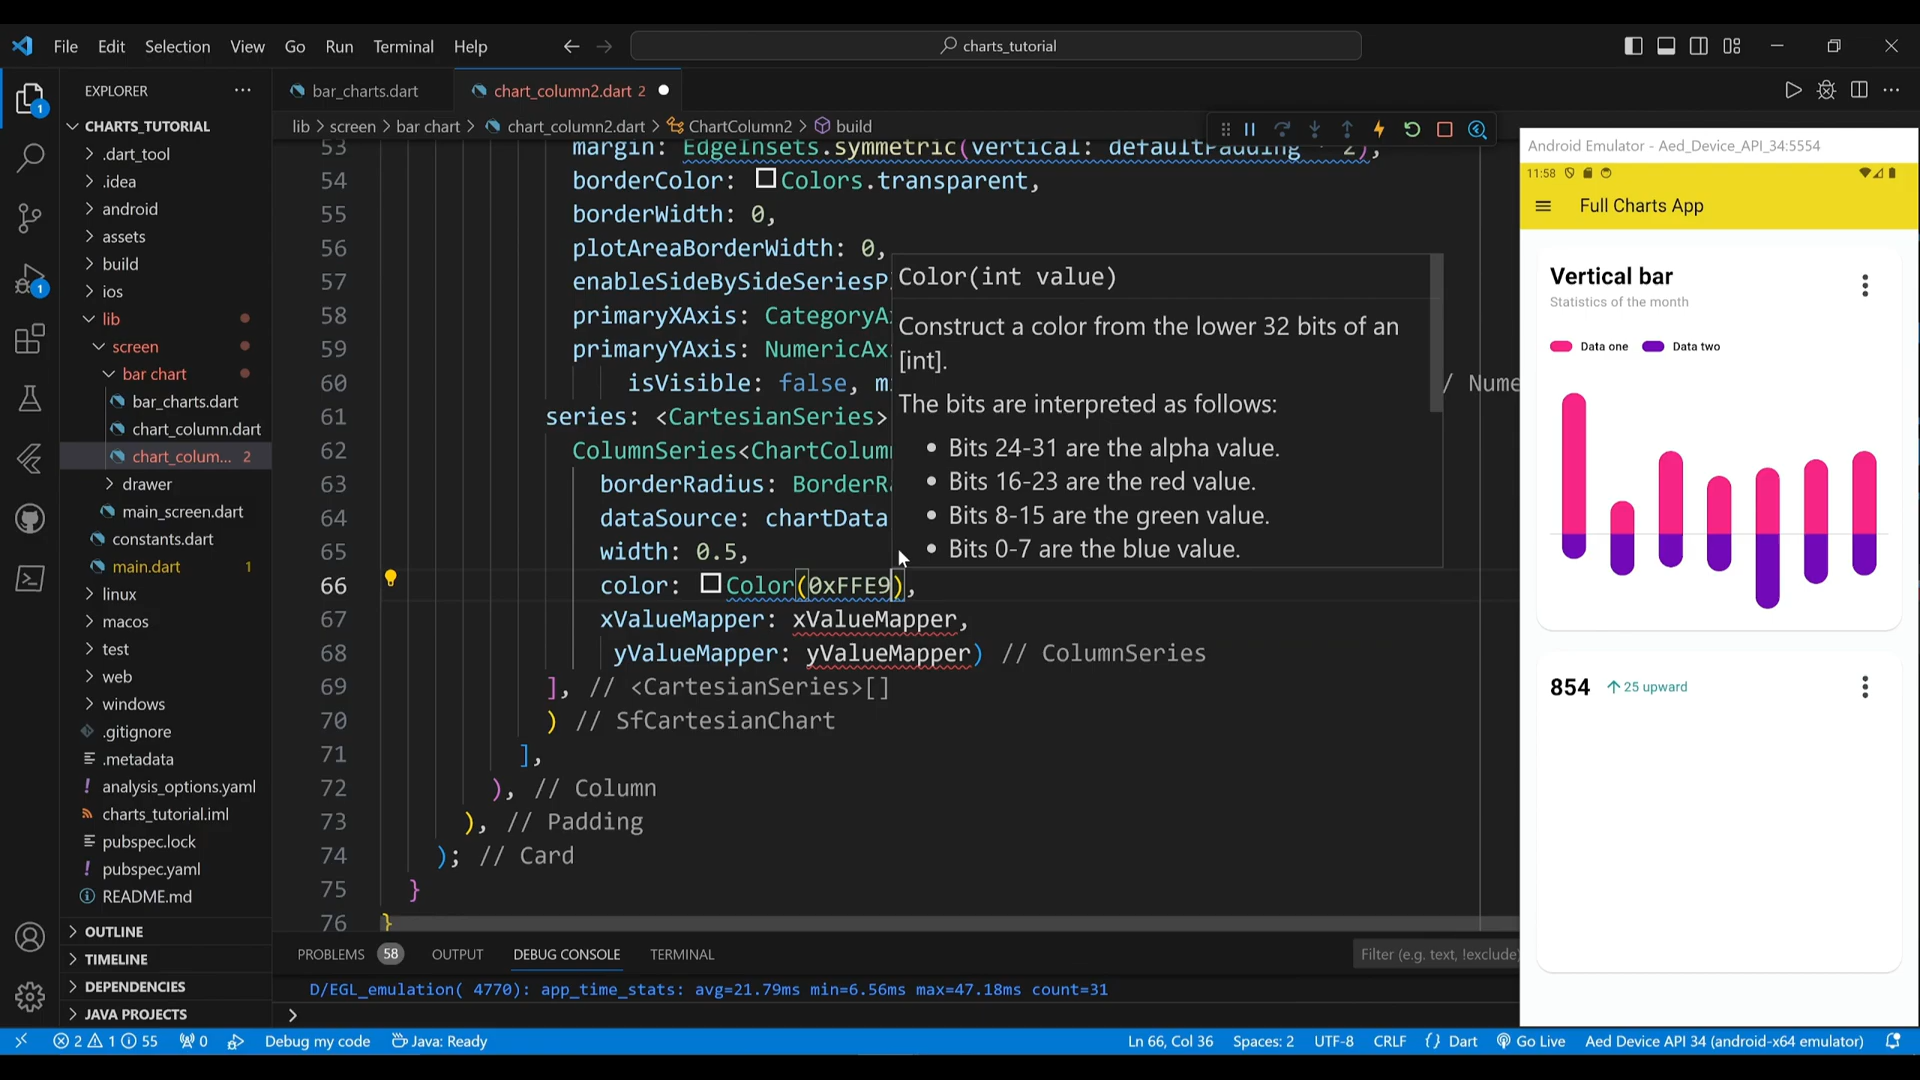 File Edit Selection View Go Run Terminal Help
charts_tutorial
EXPLORER
CHARTS_TUTORIAL
.dart_tool
.idea
android
assets
build
ios
lib
screen
bar chart
bar_charts.dart
chart_column.dart
chart_colum... 2
drawer
main_screen.dart
constants.dart
main.dart 1
linux
macos
test
web
windows
.gitignore
.metadata
analysis_options.yaml
charts_tutorial.iml
pubspec.lock
pubspec.yaml
README.md
OUTLINE
TIMELINE
DEPENDENCIES
JAVA PROJECTS
1
1
bar_charts.dart
chart_column2.dart 2
lib > screen > bar chart > chart_column2.dart > ChartColumn2 > build
53 margin: EdgeInsets.symmetric(vertical: defaultPadding * 2),
54 borderColor: Colors.transparent,
55 borderWidth: 0,
56 plotAreaBorderWidth: 0,
57 enableSideBySideSeriesP
58 primaryXAxis: CategoryA
59 primaryYAxis: NumericAx
60 isVisible: false, m / Nume
61 series: <CartesianSeries>
62 ColumnSeries<ChartColum
63 borderRadius: BorderR
64 dataSource: chartData
65 width: 0.5,
66 color: Color(0xFFE9),
67 xValueMapper: xValueMapper,
68 yValueMapper: yValueMapper) // ColumnSeries
69 ], // <CartesianSeries>[]
70 ) // SfCartesianChart
71 ],
72 ), // Column
73 ), // Padding
74 ); // Card
75 }
76 }
Color(int value)
Construct a color from the lower 32 bits of an
[int].
The bits are interpreted as follows:
• Bits 24-31 are the alpha value.
• Bits 16-23 are the red value.
• Bits 8-15 are the green value.
• Bits 0-7 are the blue value.
PROBLEMS 58 OUTPUT DEBUG CONSOLE TERMINAL
Filter (e.g. text, !exclude)
D/EGL_emulation( 4770): app_time_stats: avg=21.79ms min=6.56ms max=47.18ms count=31
>
Android Emulator - Aed_Device_API_34:5554
11:58
Full Charts App
Vertical bar
Statistics of the month
Data one Data two
854 25 upward
2 1 55 0 Debug my code Java: Ready
Ln 66, Col 36 Spaces: 2 UTF-8 CRLF {} Dart Go Live Aed Device API 34 (android-x64 emulator)